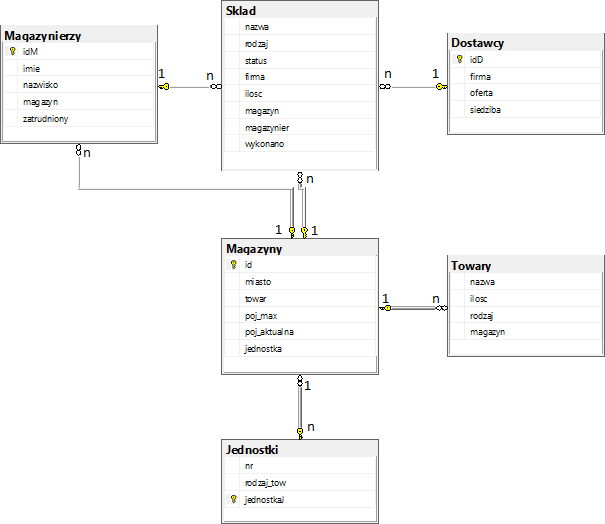 Sklad
nazwa
rodzaj
status
firma
ilosc
magazyn
magazynier
wykonano
Magazynierzy
idM
imie
nazwisko
magazyn
zatrudniony
Dostawcy
idD
firma
oferta
siedziba
1
n
n
1
n
n
1
1
Magazyny
id
miasto
towar
poj_max
poj_aktualna
jednostka
Towary
nazwa
ilosc
rodzaj
magazyn
1
n
1
n
Jednostki
nr
rodzaj_tow
jednostkaJ